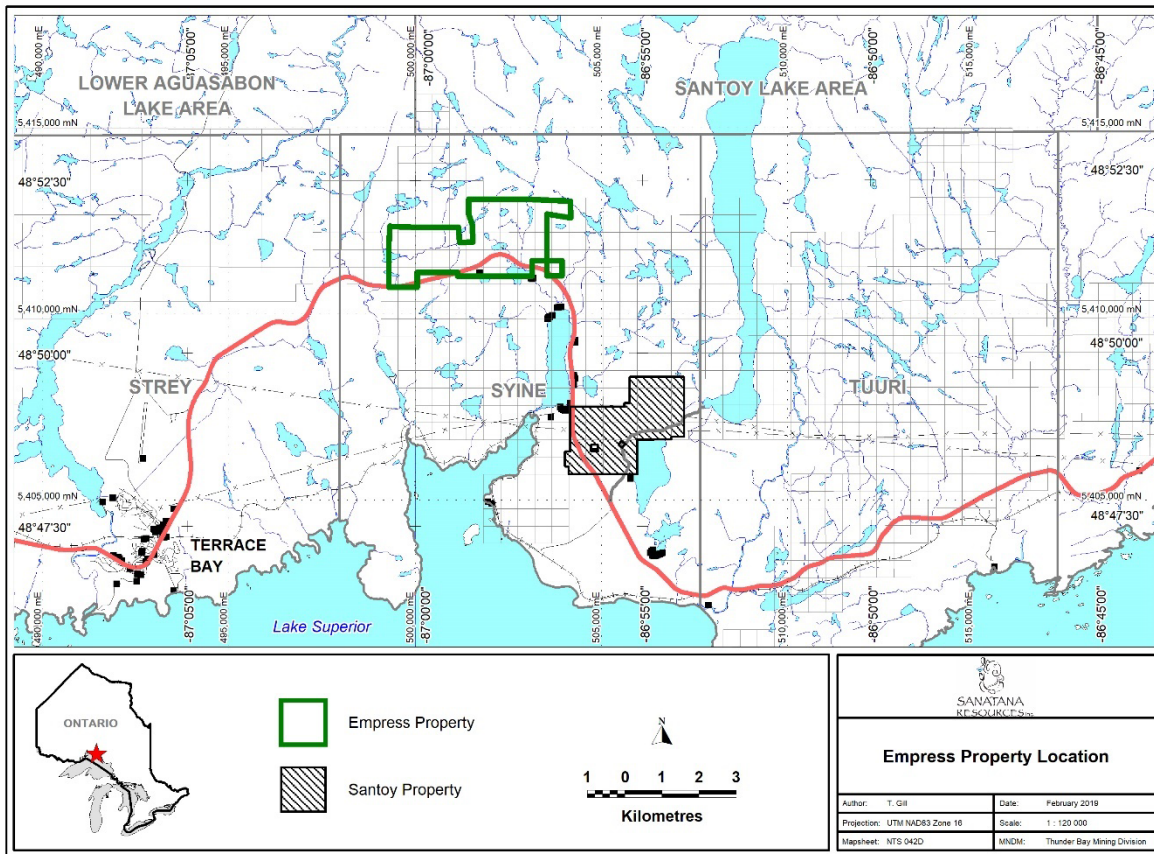 490,000 mE
-87°05'00"
495,000 mE
500,000 mE
-87°00'00"
505,000 mE
-86°55'00"
510,000 mE
-86°50'00"
515,000 mE
-86°45'00"
LOWER AGUASABON
LAKE AREA
SANTOY LAKE AREA
5,415,000 mN
5,415,000 mN
48°52'30"
48°52'30"
5,410,000 mN
5,410,000 mN
48°50'00"
48°50'00"
STREY
SYINE
TUURI
5,405,000 mN
5,405,000 mN
48°47'30"
48°47'30"
TERRACE
BAY
Lake Superior
490,000 mE
-87°05'00"
495,000 mE
500,000 mE
-87°00'00"
505,000 mE
-86°55'00"
510,000 mE
-86°50'00"
515,000 mE
-86°45'00"
ONTARIO
Empress Property
Santoy Property
N
1 0 1 2 3
Kilometres
SANATANA
RESOURCES Inc.
Empress Property Location
Author: T. Gill
Date: February 2019
Projection: UTM NAD83 Zone 16
Scale: 1 : 120 000
Mapsheet: NTS 042D
MNDM: Thunder Bay Mining Division